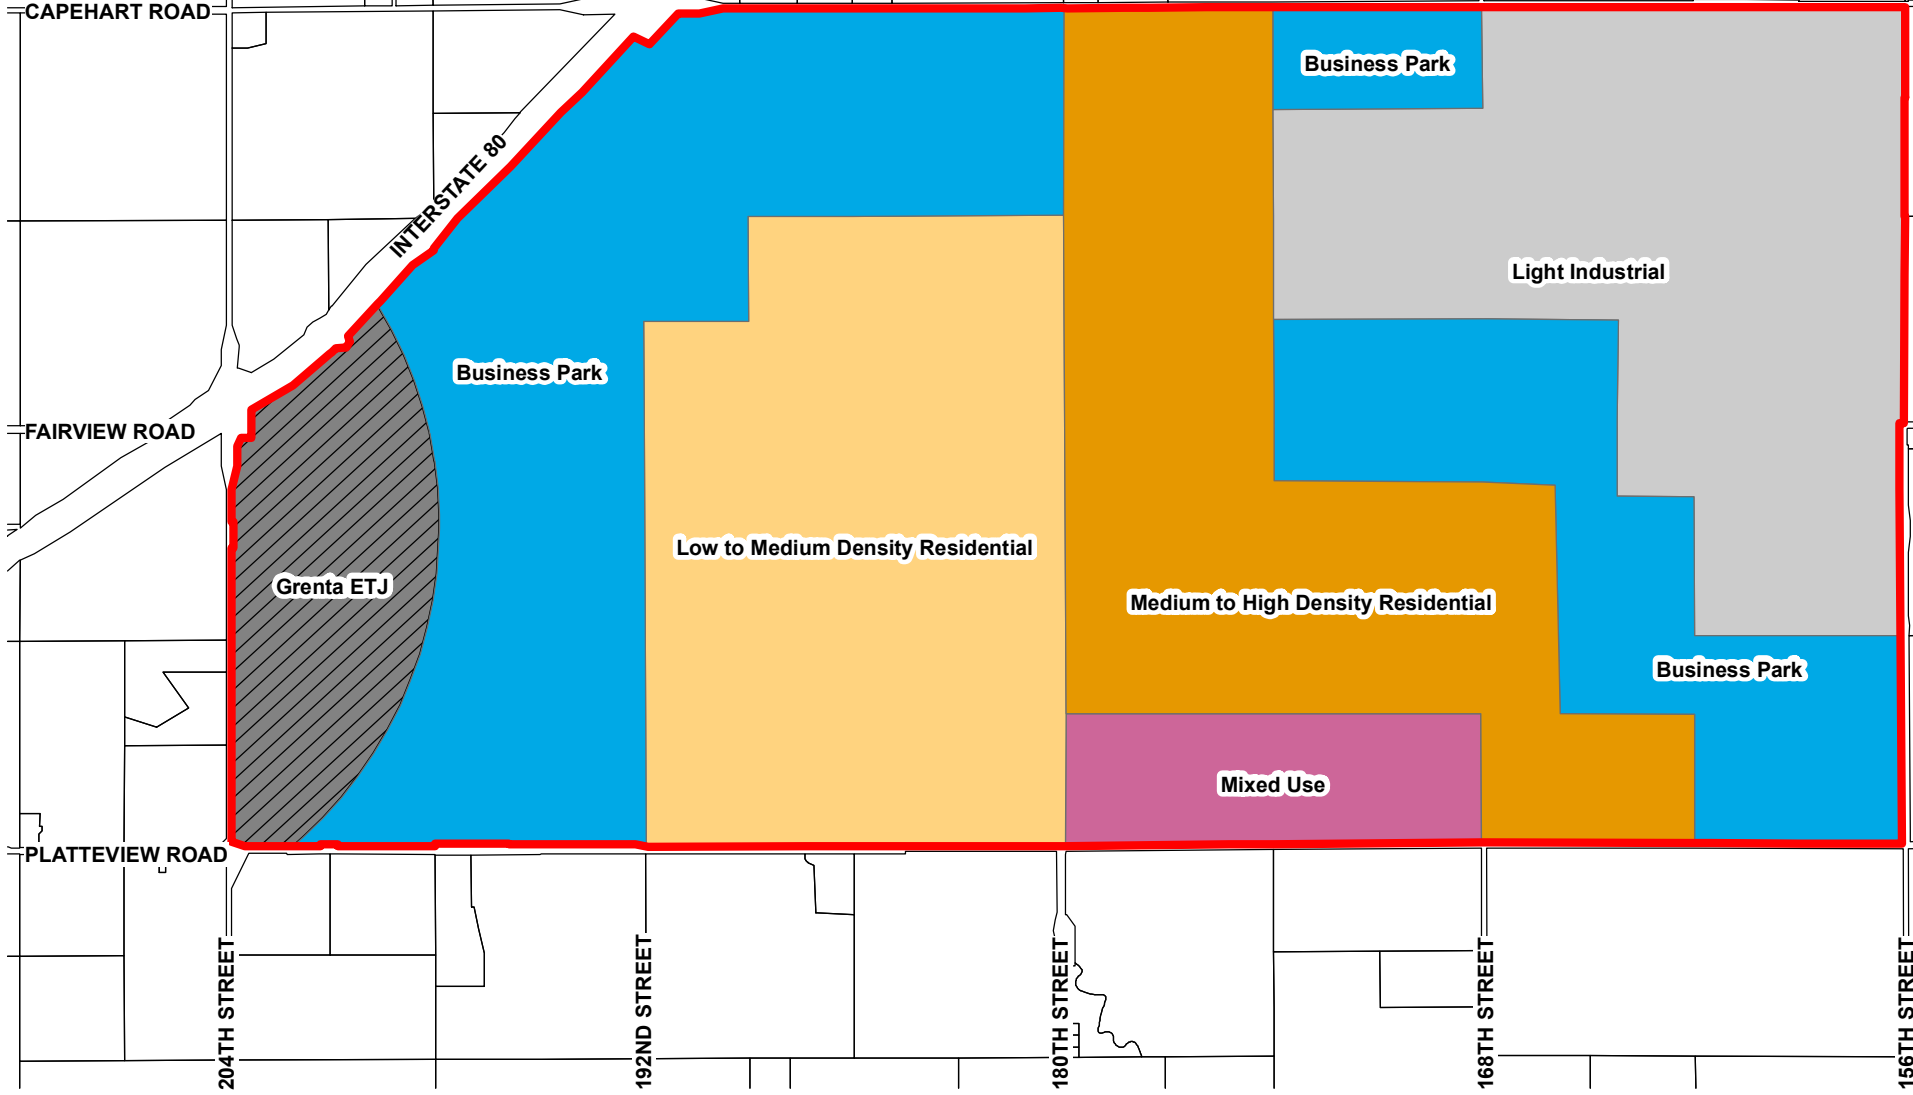 CAPEHART ROAD
Business Park
INTERSTATE 80
Light Industrial
Business Park
FAIRVIEW ROAD
Low to Medium Density Residential
Grenta ETJ
Medium to High Density Residential
Business Park
Mixed Use
PLATTEVIEW ROAD
204TH STREET
192ND STREET
180TH STREET
168TH STREET
156TH STREET